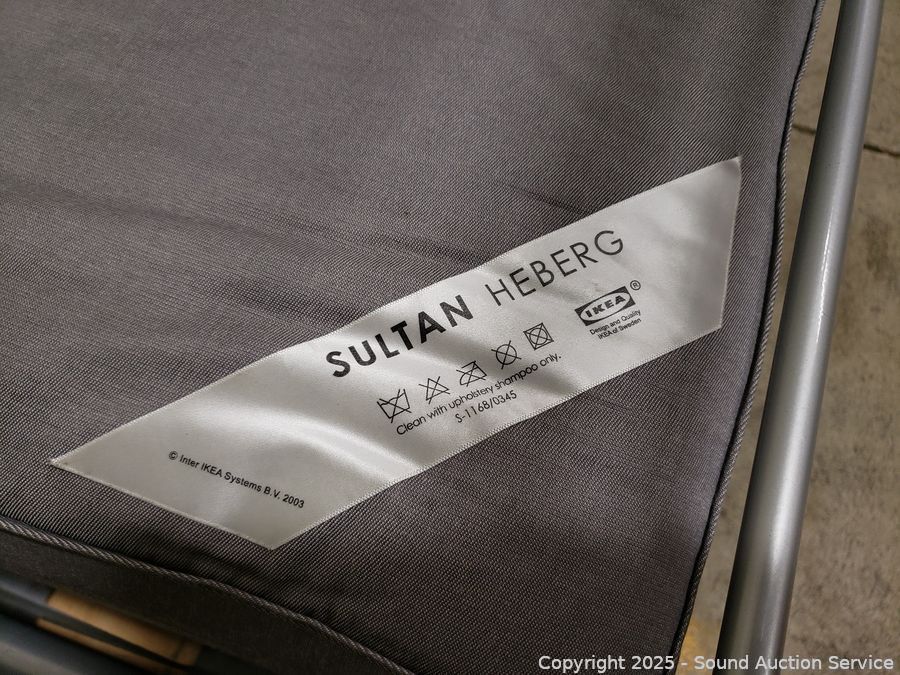 SULTAN HEBERG
IKEA®
Design and Quality
IKEA of Sweden
Clean with upholstery shampoo only.
S-1168/0345
© Inter IKEA Systems B.V. 2003
Copyright 2025 - Sound Auction Service